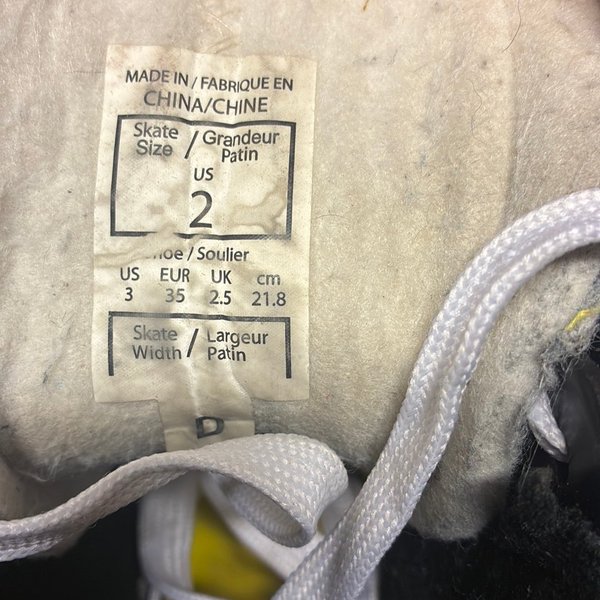 MADE IN / FABRIQUE EN
CHINA/CHINE
Skate Size / Grandeur Patin
US
2
/ Soulier
US EUR UK cm
3 35 2.5 21.8
Skate Width / Largeur Patin
D